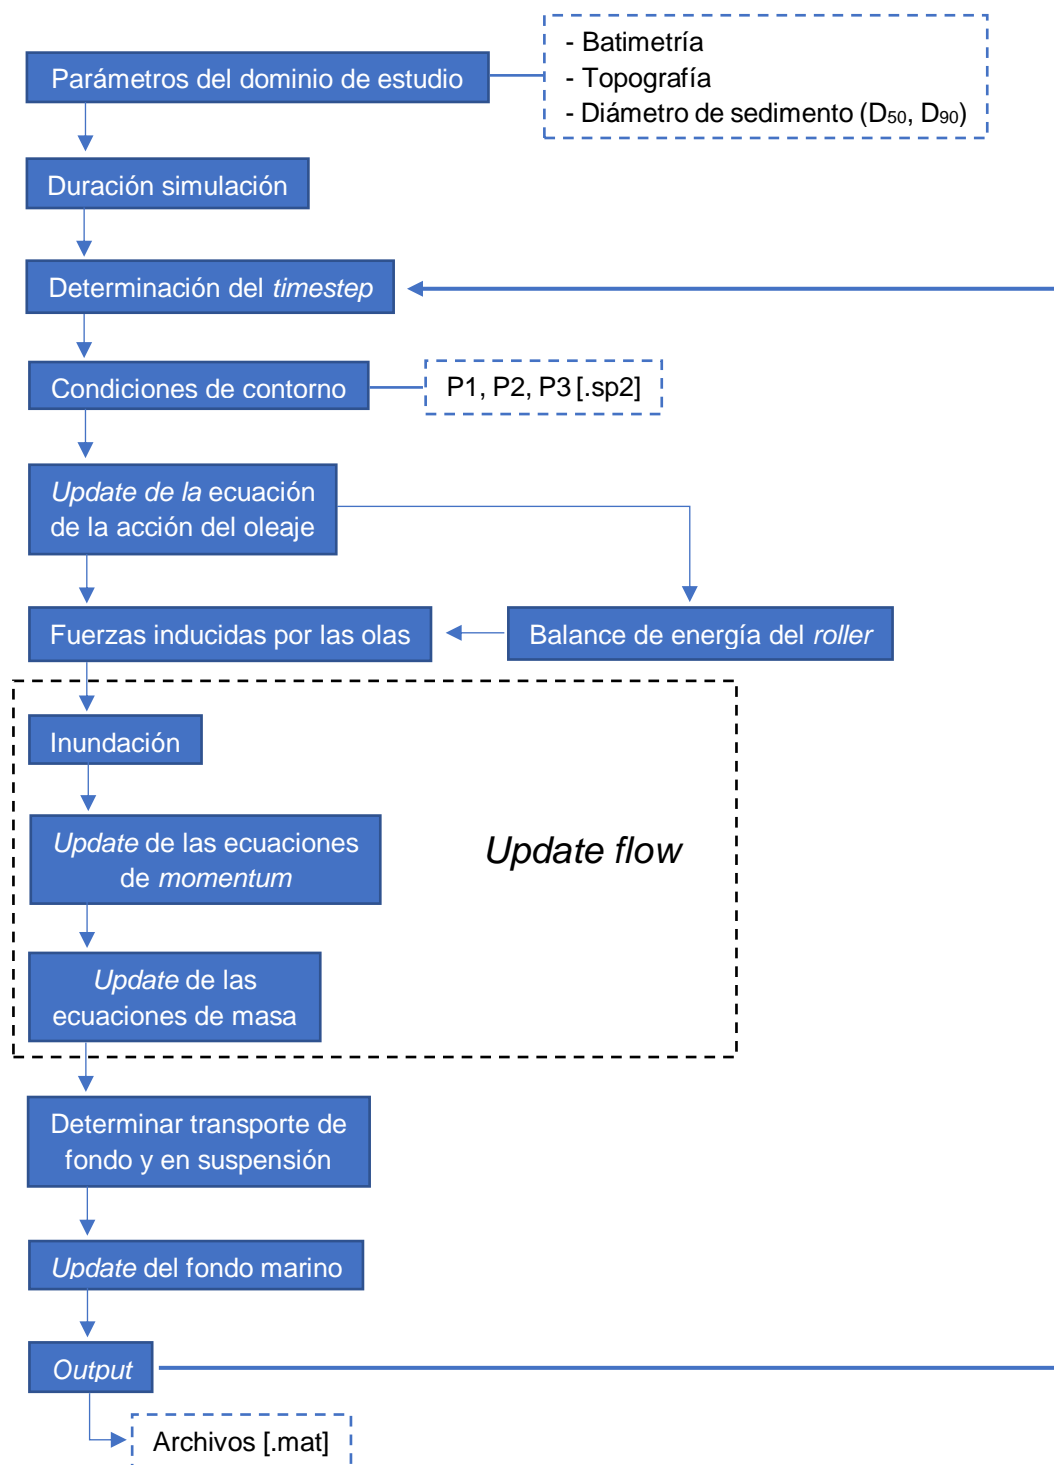 Parámetros del dominio de estudio
- Batimetría
- Topografía
- Diámetro de sedimento (D50, D90)
Duración simulación
Determinación del timestep
Condiciones de contorno
P1, P2, P3 [.sp2]
Update de la ecuación
de la acción del oleaje
Fuerzas inducidas por las olas
Balance de energía del roller
Inundación
Update de las ecuaciones
de momentum
Update flow
Update de las
ecuaciones de masa
Determinar transporte de
fondo y en suspensión
Update del fondo marino
Output
Archivos [.mat]